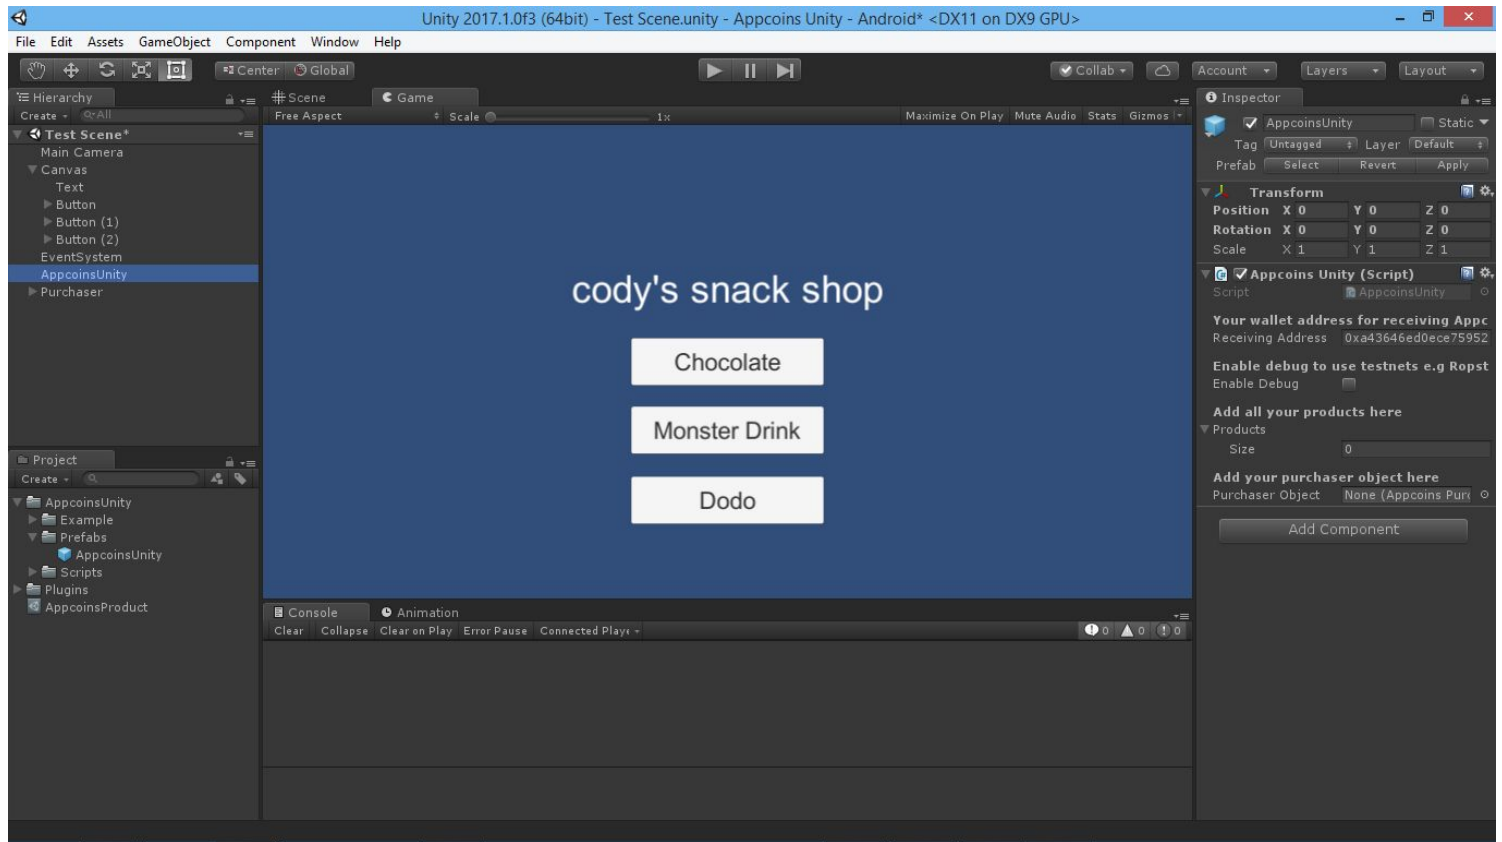 Unity 2017.1.0f3 (64bit) - Test Scene.unity - Appcoins Unity - Android* <DX11 on DX9 GPU>
File Edit Assets GameObject Component Window Help
Center Global
Collab
Account Layers Layout
Hierarchy
Create All
Test Scene*
Main Camera
Canvas
Text
Button
Button (1)
Button (2)
EventSystem
AppcoinsUnity
Purchaser
Project
Create
AppcoinsUnity
Example
Prefabs
AppcoinsUnity
Scripts
Plugins
AppcoinsProduct
Scene Game
Free Aspect Scale 1x Maximize On Play Mute Audio Stats Gizmos
cody's snack shop
Chocolate
Monster Drink
Dodo
Console Animation
Clear Collapse Clear on Play Error Pause Connected Playe 0 0 0
Inspector
AppcoinsUnity Static
Tag Untagged Layer Default
Prefab Select Revert Apply
Transform
Position X 0 Y 0 Z 0
Rotation X 0 Y 0 Z 0
Scale X 1 Y 1 Z 1
Appcoins Unity (Script)
Script AppcoinsUnity
Your wallet address for receiving Appc
Receiving Address 0xa43646ed0ece75952
Enable debug to use testnets e.g Ropst
Enable Debug
Add all your products here
Products
Size 0
Add your purchaser object here
Purchaser Object None (Appcoins Purc
Add Component